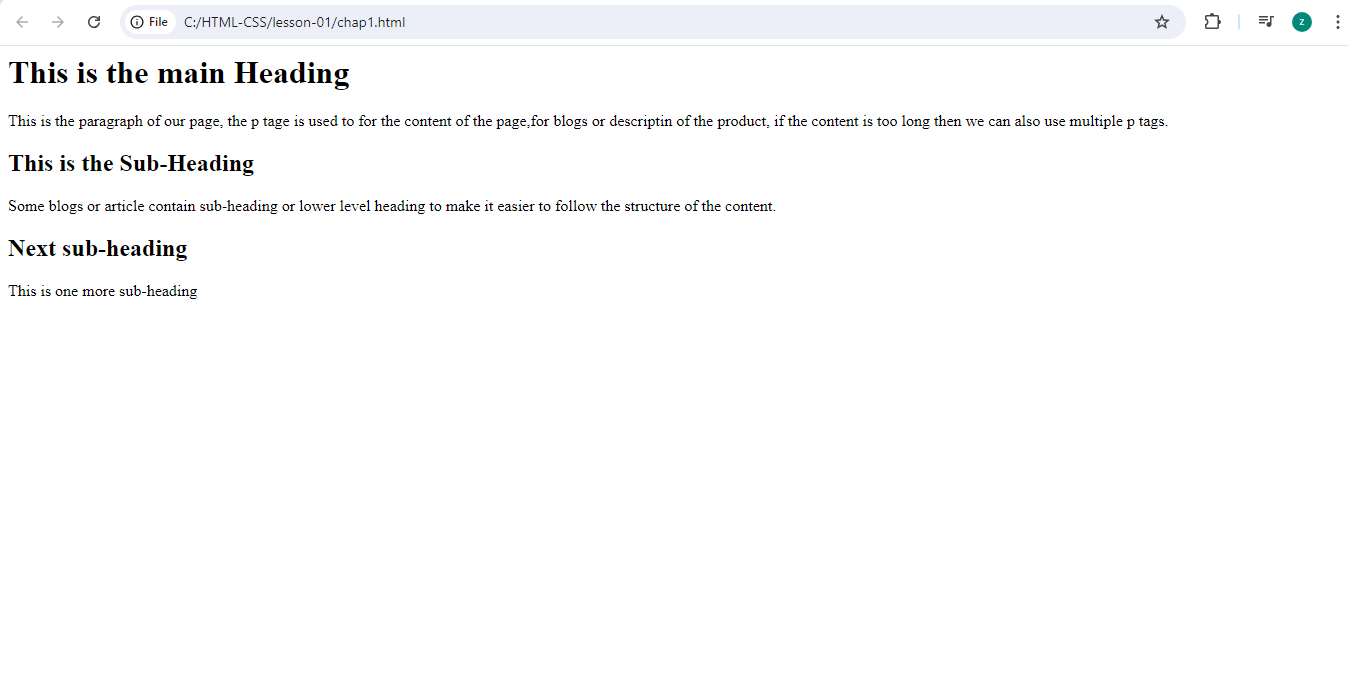 File
C:/HTML-CSS/lesson-01/chap1.html
z
This is the main Heading
This is the paragraph of our page, the p tage is used to for the content of the page,for blogs or descriptin of the product, if the content is too long then we can also use multiple p tags.
This is the Sub-Heading
Some blogs or article contain sub-heading or lower level heading to make it easier to follow the structure of the content.
Next sub-heading
This is one more sub-heading